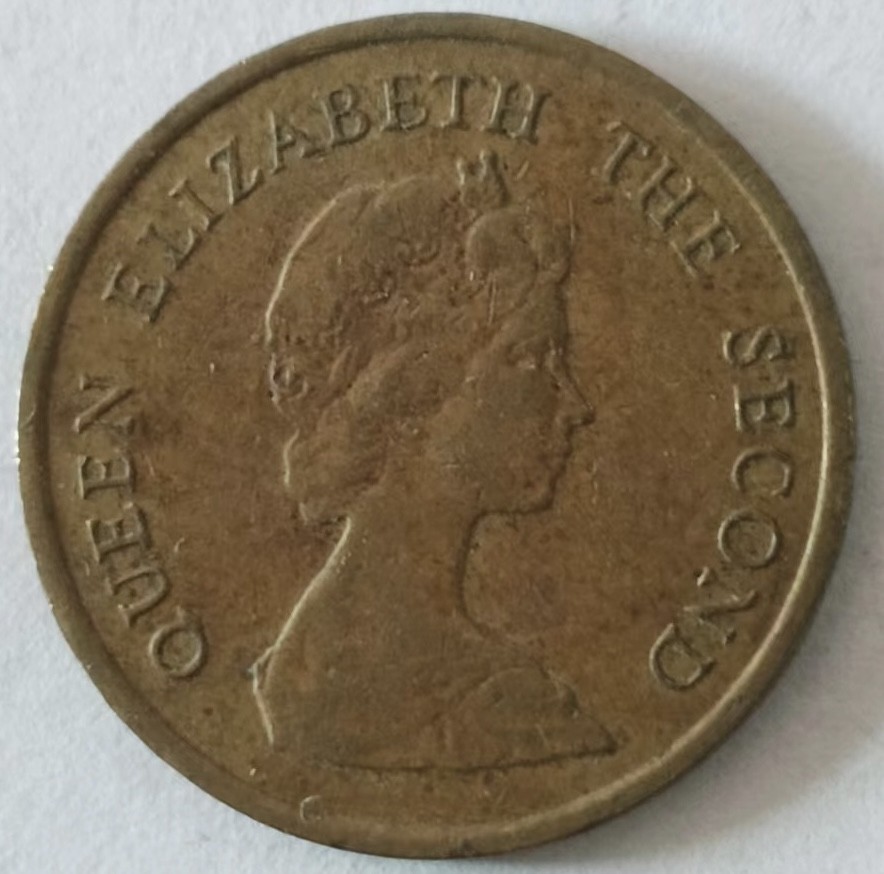 QUEEN ELIZABETH THE SECOND